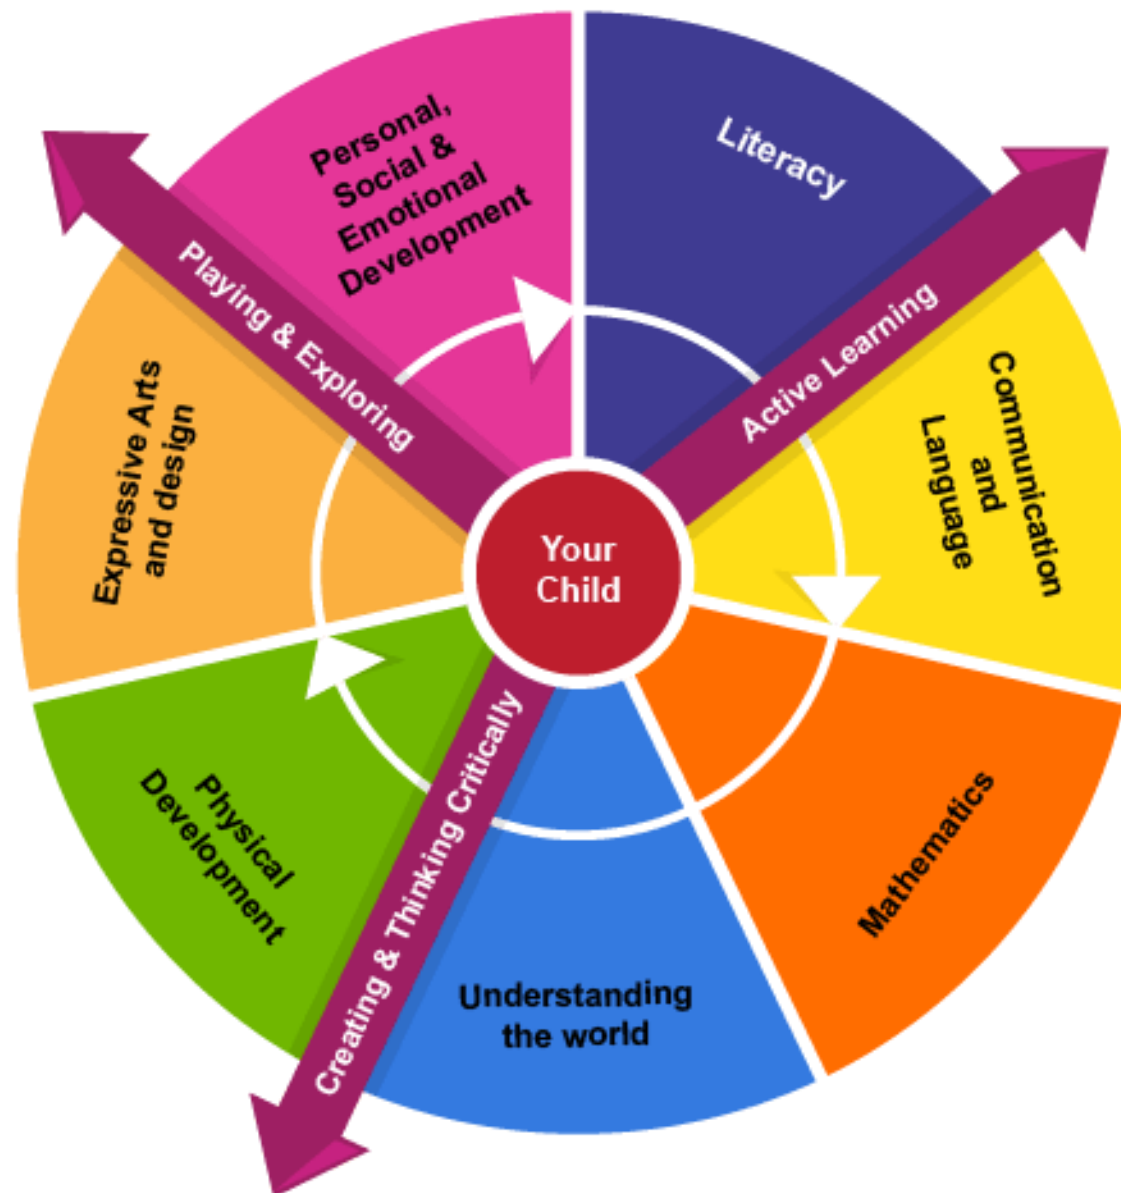 Personal,
Social &
Emotional
Development
Literacy
Playing & Exploring
Active Learning
Expressive Arts
and design
Communication
and
Language
Your
Child
Physical
Development
Creating & Thinking Critically
Mathematics
Understanding
the world